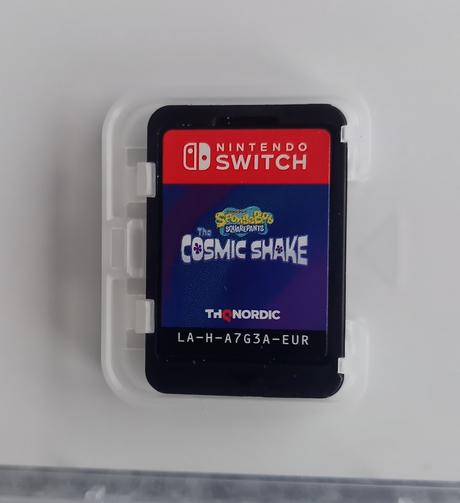 NINTENDO
SWITCH
SpongeBob
SQUAREPANTS
The
COSMIC SHAKE
THQNORDIC
LA-H-A7G3A-EUR